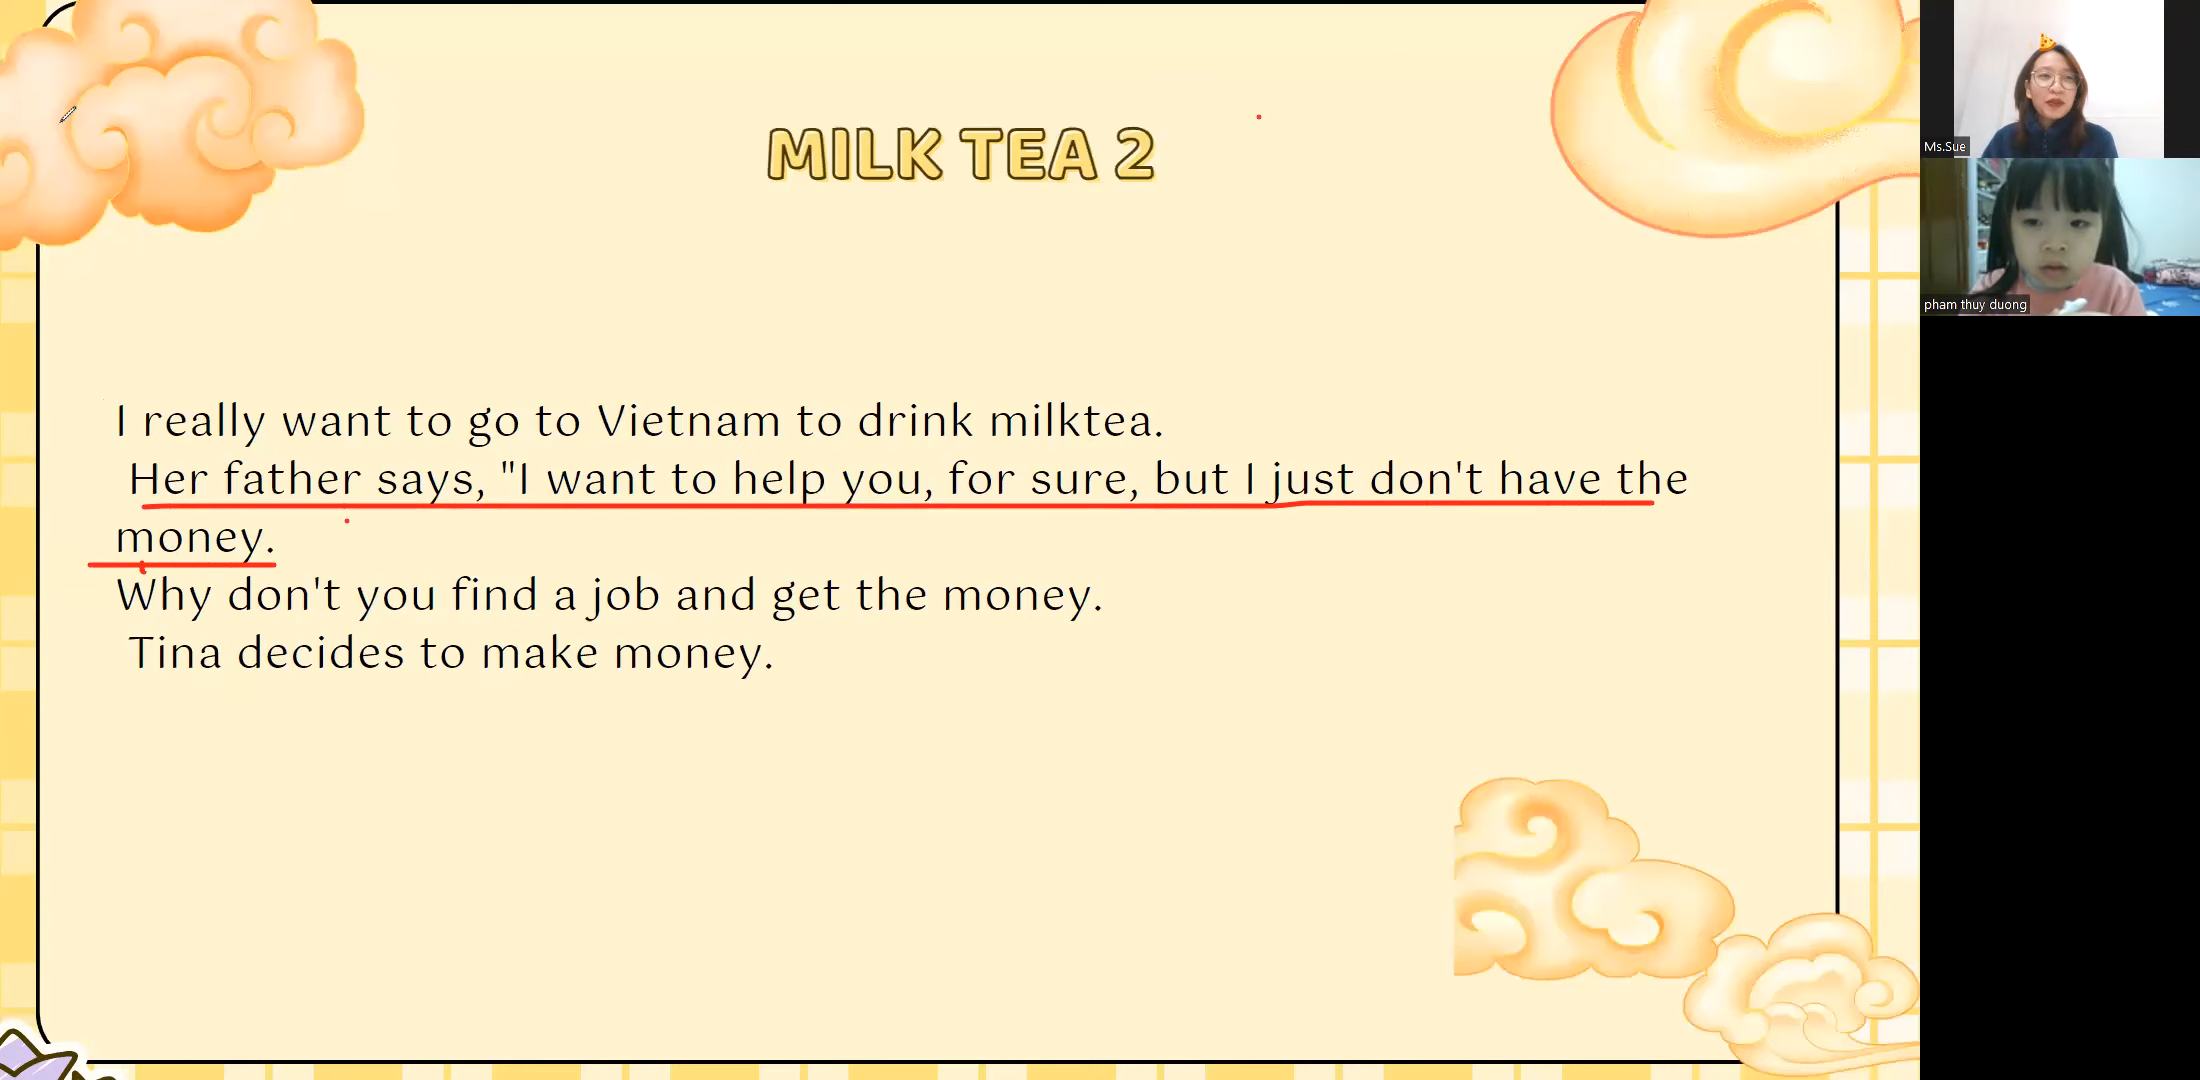 MILK TEA 2
I really want to go to Vietnam to drink milktea.
Her father says, "I want to help you, for sure, but I just don't have the
money.
Why don't you find a job and get the money.
Tina decides to make money.
Ms.Sue
pham thuy duong